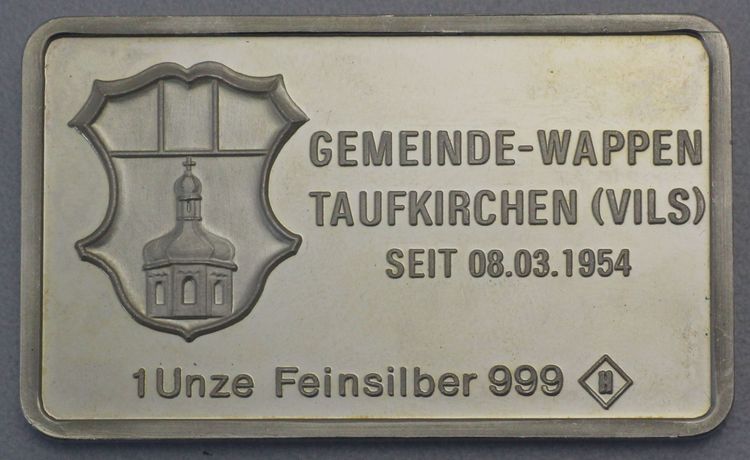 GEMEINDE-WAPPEN
TAUFKIRCHEN (VILS)
SEIT 08.03.1954
1 Unze Feinsilber 999 H